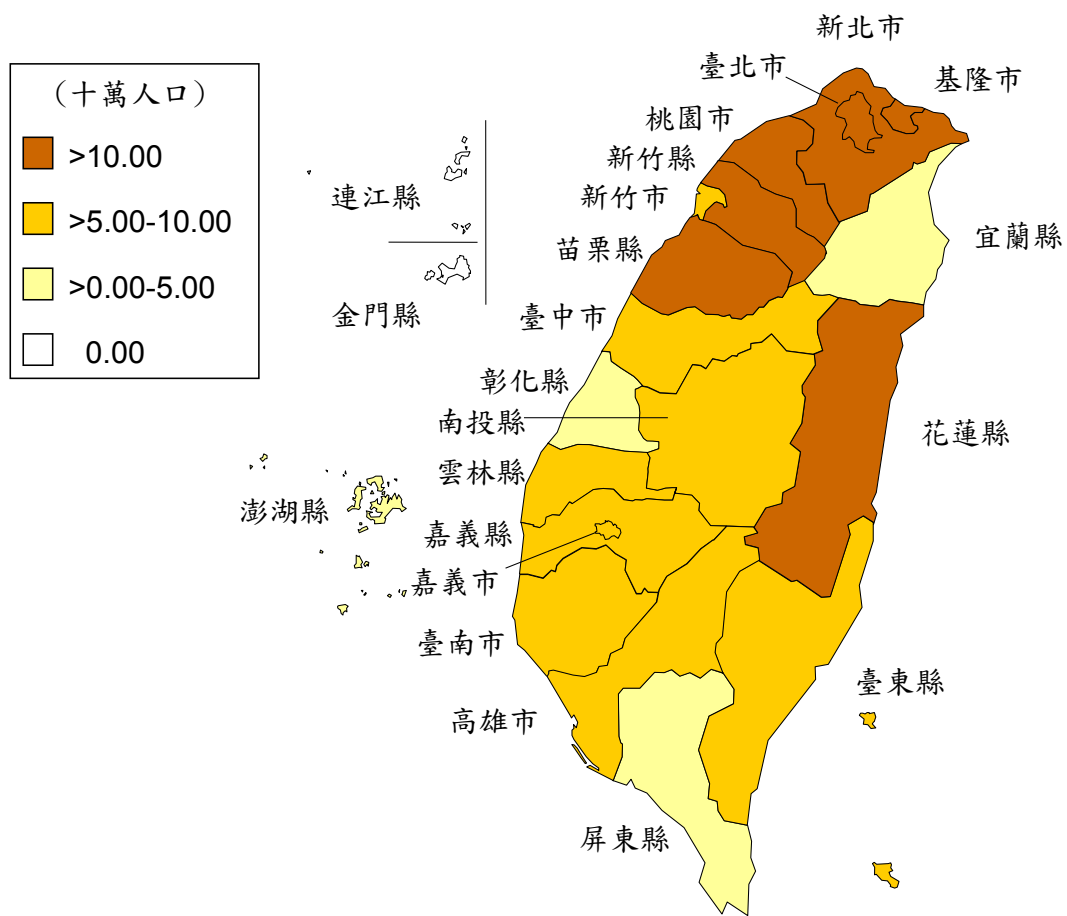 （十萬人口）
>10.00
>5.00-10.00
>0.00-5.00
0.00
新北市
臺北市
基隆市
桃園市
新竹縣
新竹市
苗栗縣
宜蘭縣
連江縣
金門縣
臺中市
彰化縣
南投縣
花蓮縣
雲林縣
澎湖縣
嘉義縣
嘉義市
臺南市
臺東縣
高雄市
屏東縣